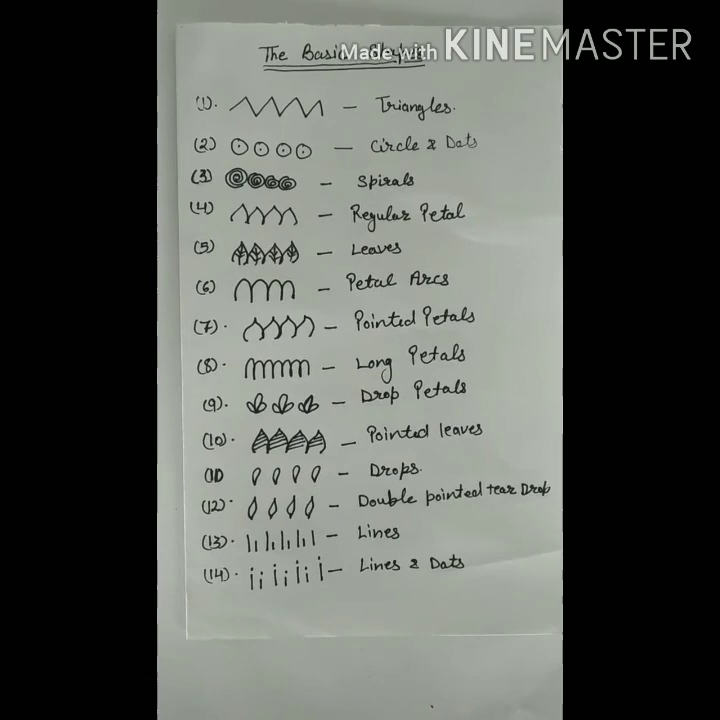 The Basic
Made with KINEMASTER
(1). – Triangles.
(2) – Circle & Dats
(3) – Spirals
(4) – Regular Petal
(5) – Leaves
(6) – Petal Arcs
(7). – Pointed Petals
(8). – Long Petals
(9). – Drop Petals
(10). – Pointed leaves
(11) – Drops.
(12). – Double pointed tear Drop
(13). – Lines
(14). – Lines & Dats